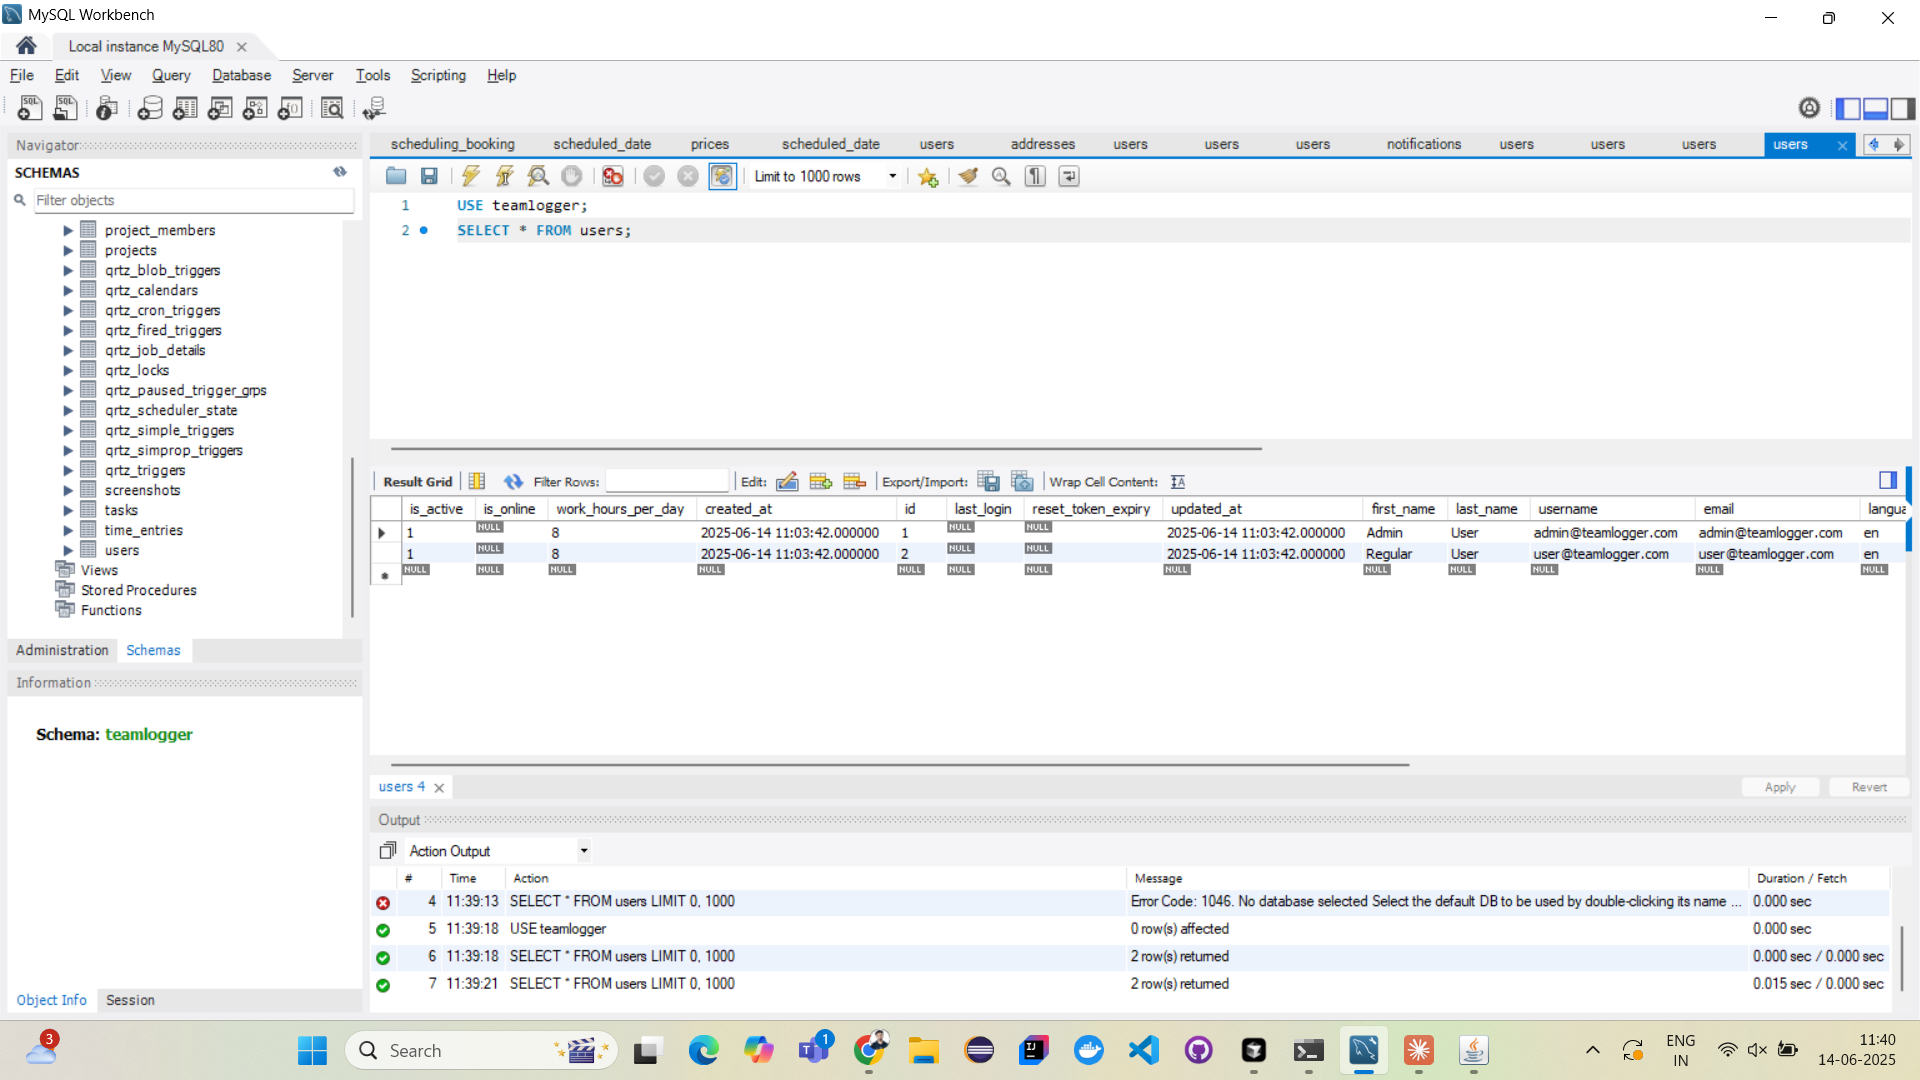 MySQL Workbench
Local instance MySQL80
File Edit View Query Database Server Tools Scripting Help
Navigator
SCHEMAS
Filter objects
project_members
projects
qrtz_blob_triggers
qrtz_calendars
qrtz_cron_triggers
qrtz_fired_triggers
qrtz_job_details
qrtz_locks
qrtz_paused_trigger_grps
qrtz_scheduler_state
qrtz_simple_triggers
qrtz_simprop_triggers
qrtz_triggers
screenshots
tasks
time_entries
users
Views
Stored Procedures
Functions
Administration Schemas
Information
Schema: teamlogger
Object Info Session
scheduling_booking scheduled_date prices scheduled_date users addresses users users users notifications users users users users
Limit to 1000 rows
1 USE teamlogger;
2 SELECT * FROM users;
Result Grid Filter Rows: Edit: Export/Import: Wrap Cell Content:
is_active is_online work_hours_per_day created_at id last_login reset_token_expiry updated_at first_name last_name username email langua
1 NULL 8 2025-06-14 11:03:42.000000 1 NULL NULL 2025-06-14 11:03:42.000000 Admin User admin@teamlogger.com admin@teamlogger.com en
1 NULL 8 2025-06-14 11:03:42.000000 2 NULL NULL 2025-06-14 11:03:42.000000 Regular User user@teamlogger.com user@teamlogger.com en
NULL NULL NULL NULL NULL NULL NULL NULL NULL NULL NULL NULL NULL
users 4
Apply Revert
Output
Action Output
# Time Action Message Duration / Fetch
4 11:39:13 SELECT * FROM users LIMIT 0, 1000 Error Code: 1046. No database selected Select the default DB to be used by double-clicking its name ... 0.000 sec
5 11:39:18 USE teamlogger 0 row(s) affected 0.000 sec
6 11:39:18 SELECT * FROM users LIMIT 0, 1000 2 row(s) returned 0.000 sec / 0.000 sec
7 11:39:21 SELECT * FROM users LIMIT 0, 1000 2 row(s) returned 0.015 sec / 0.000 sec
3
Search
1
ENG
IN
11:40
14-06-2025